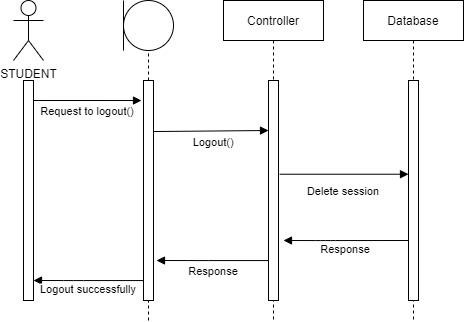 Controller
Database
STUDENT
Request to logout()
Logout()
Delete session
Response
Response
Logout successfully